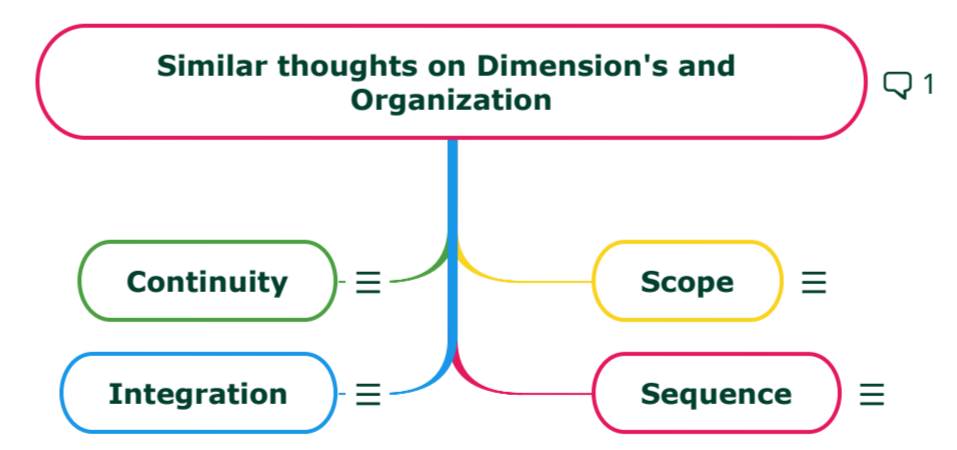 Similar thoughts on Dimension's and
Organization
1
Continuity
Scope
Integration
Sequence